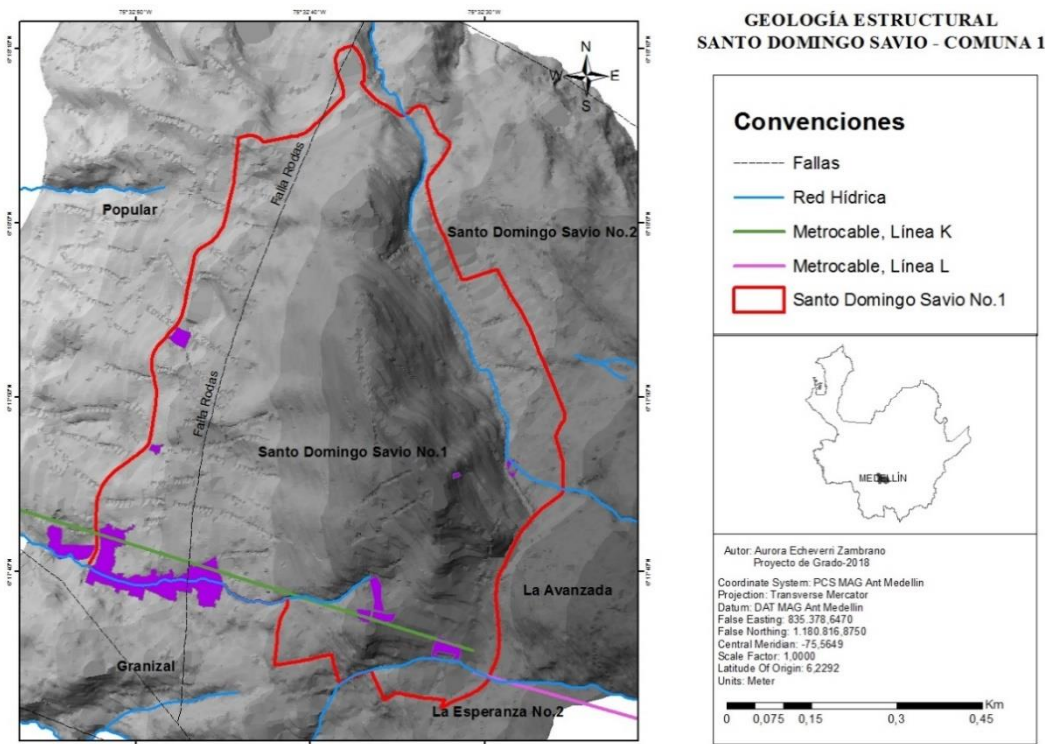 GEOLOGÍA ESTRUCTURAL
SANTO DOMINGO SAVIO - COMUNA 1
N
W
E
S
Falla Rodas
Popular
Santo Domingo Savio No.2
Falla Rodas
Santo Domingo Savio No.1
La Avanzada
Granizal
La Esperanza No.2
Convenciones
Fallas
Red Hídrica
Metrocable, Línea K
Metrocable, Línea L
Santo Domingo Savio No.1
MEDELLÍN
Autor: Aurora Echeverri Zambrano
Proyecto de Grado-2018
Coordinate System: PCS MAG Ant Medellin
Projection: Transverse Mercator
Datum: DAT MAG Ant Medellin
False Easting: 835.378,6470
False Northing: 1.180.816,8750
Central Meridian: -75,5649
Scale Factor: 1,0000
Latitude Of Origin: 6,2292
Units: Meter
Km
0 0,075 0,15 0,3 0,45